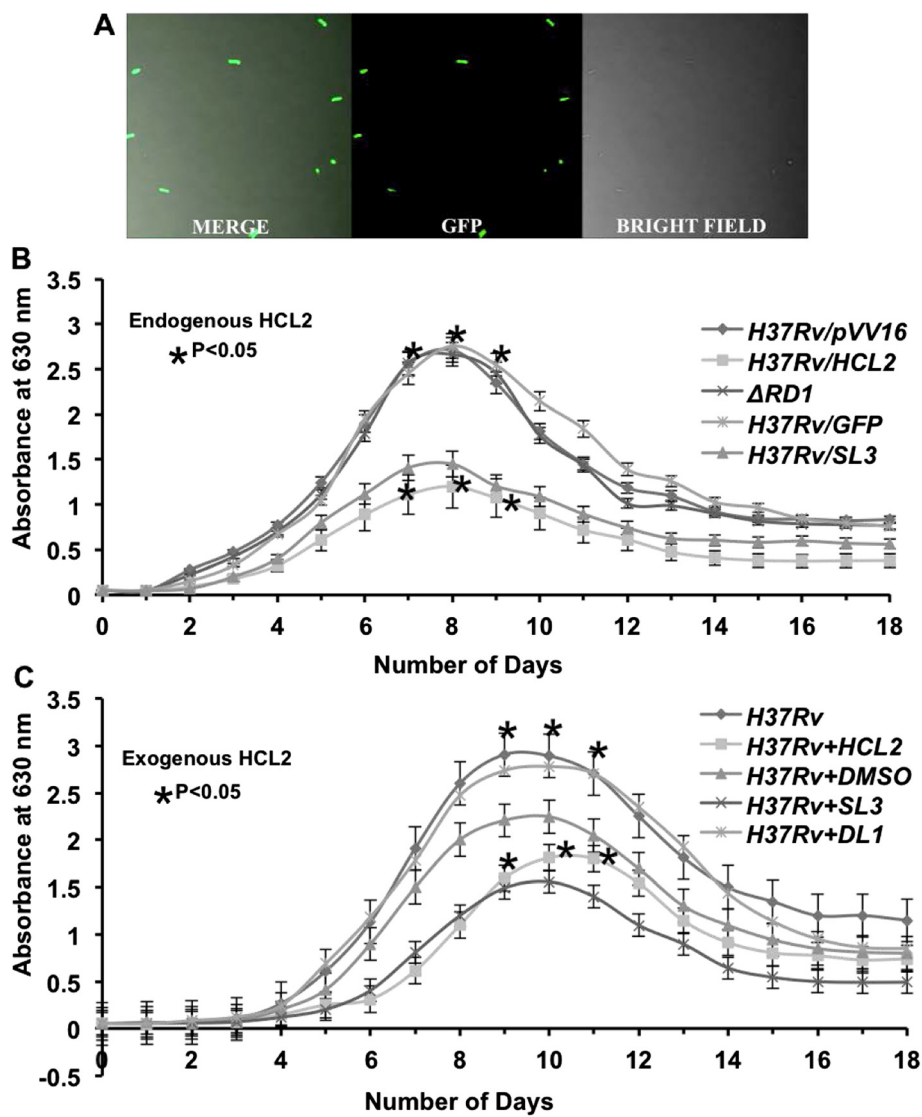 A
MERGE
GFP
BRIGHT FIELD
B
Absorbance at 630 nm
3.5
3
2.5
2
1.5
1
0.5
0
Endogenous HCL2
* P<0.05
H37Rv/pVV16
H37Rv/HCL2
ΔRD1
H37Rv/GFP
H37Rv/SL3
0 2 4 6 8 10 12 14 16 18
Number of Days
C
Absorbance at 630 nm
3.5
3
2.5
2
1.5
1
0.5
0
-0.5
Exogenous HCL2
* P<0.05
H37Rv
H37Rv+HCL2
H37Rv+DMSO
H37Rv+SL3
H37Rv+DL1
0 2 4 6 8 10 12 14 16 18
Number of Days